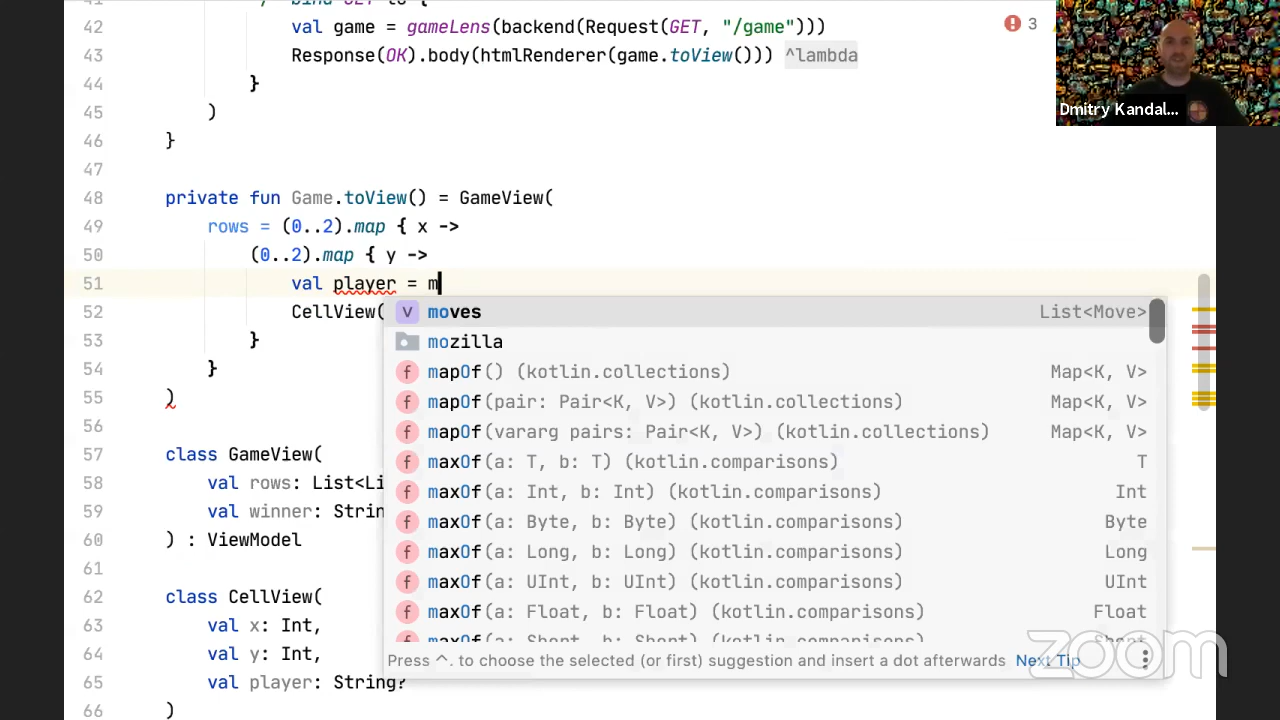 42 val game = gameLens(backend(Request(GET, "/game")))
43 Response(OK).body(htmlRenderer(game.toView())) ^lambda
44 }
45 )
46 }
47
48 private fun Game.toView() = GameView(
49 rows = (0..2).map { x ->
50 (0..2).map { y ->
51 val player = m
52 CellView(
53 }
54 }
55 )
56
57 class GameView(
58 val rows: List<Li
59 val winner: Strin
60 ) : ViewModel
61
62 class CellView(
63 val x: Int,
64 val y: Int,
65 val player: String?
66 )
3
Dmitry Kandal...
moves List<Move>
mozilla
mapOf() (kotlin.collections) Map<K, V>
mapOf(pair: Pair<K, V>) (kotlin.collections) Map<K, V>
mapOf(vararg pairs: Pair<K, V>) (kotlin.collections) Map<K, V>
maxOf(a: T, b: T) (kotlin.comparisons) T
maxOf(a: Int, b: Int) (kotlin.comparisons) Int
maxOf(a: Byte, b: Byte) (kotlin.comparisons) Byte
maxOf(a: Long, b: Long) (kotlin.comparisons) Long
maxOf(a: UInt, b: UInt) (kotlin.comparisons) UInt
maxOf(a: Float, b: Float) (kotlin.comparisons) Float
maxOf(a: Short, b: Short) (kotlin.comparisons) Short
Press ^. to choose the selected (or first) suggestion and insert a dot afterwards Next Tip
zoom